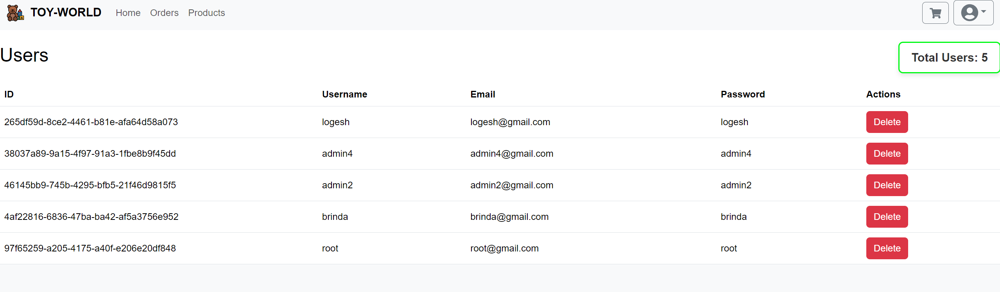 TOY-WORLD Home Orders Products
Users
Total Users: 5
ID Username Email Password Actions
265df59d-8ce2-4461-b81e-afa64d58a073 logesh logesh@gmail.com logesh Delete
38037a89-9a15-4f97-91a3-1fbe8b9f45dd admin4 admin4@gmail.com admin4 Delete
46145bb9-745b-4295-bfb5-21f46d9815f5 admin2 admin2@gmail.com admin2 Delete
4af22816-6836-47ba-ba42-af5a3756e952 brinda brinda@gmail.com brinda Delete
97f65259-a205-4175-a40f-e206e20df848 root root@gmail.com root Delete